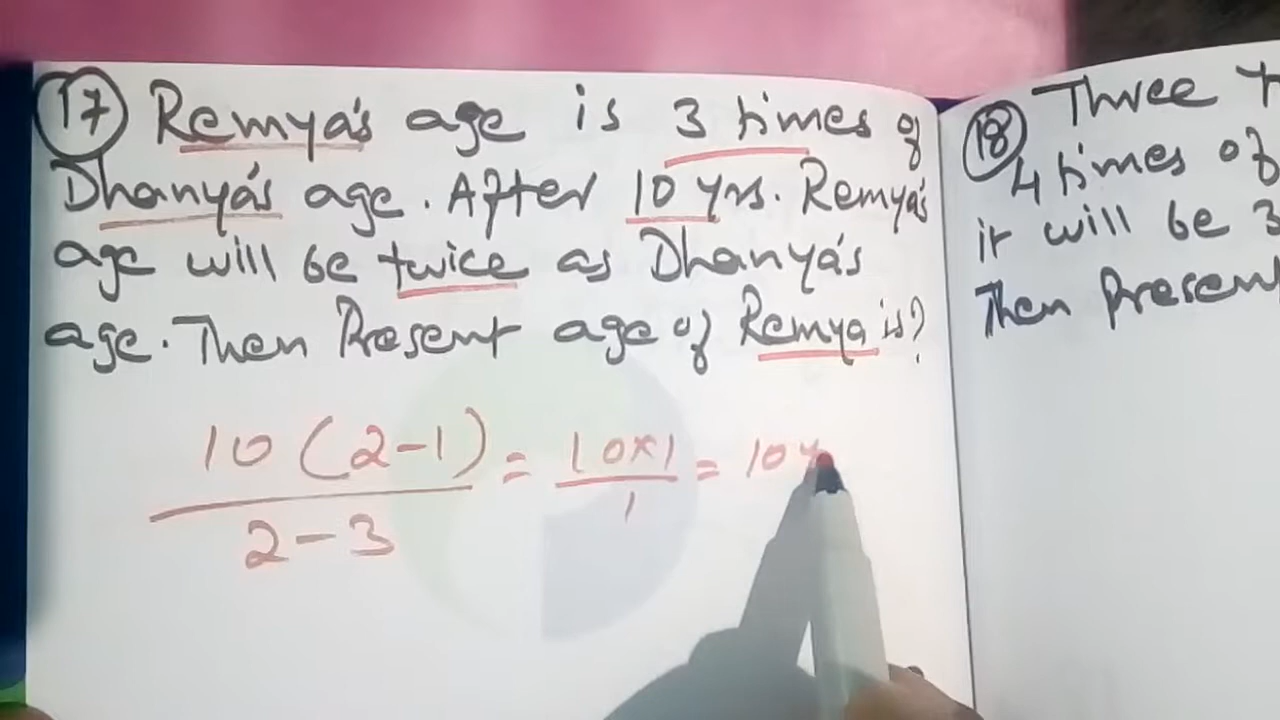 17 Remya's age is 3 times of
Dhanya's age. After 10 yrs. Remya's
age will be twice as Dhanya's
age. Then Present age of Remya is?
10 (2-1) = 10×1 = 10 y
2-3 1
18 Three
4 times of
it will be 3
Then Present